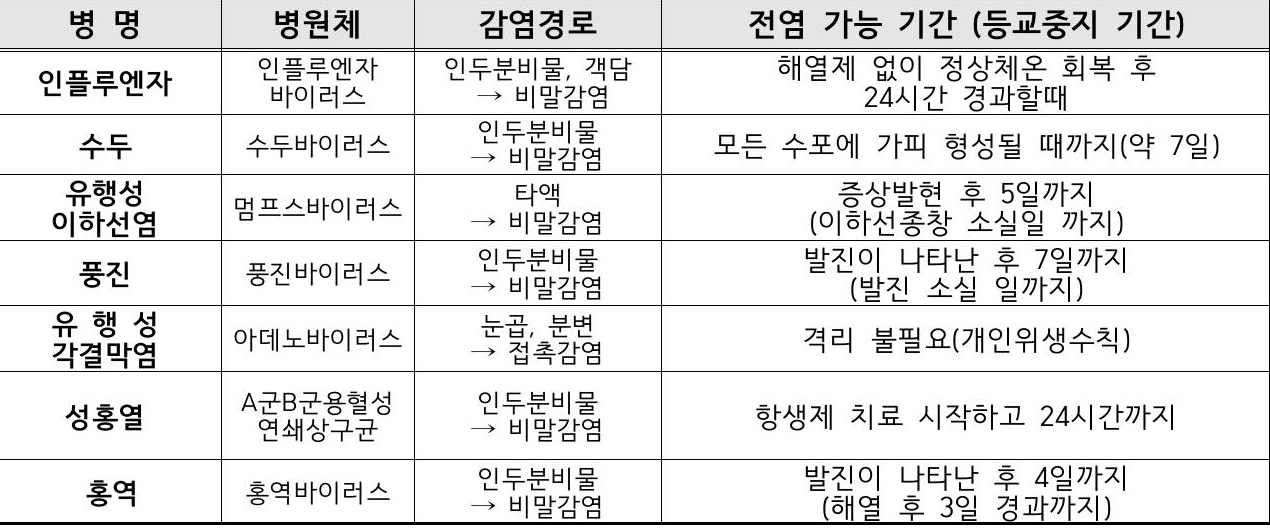 병 명 병원체 감염경로 전염 가능 기간 (등교중지 기간)
인플루엔자
인플루엔자
바이러스
인두분비물, 객담
→ 비말감염
해열제 없이 정상체온 회복 후
24시간 경과할때
수두
수두바이러스
인두분비물
→ 비말감염
모든 수포에 가피 형성될 때까지(약 7일)
유행성
이하선염
멈프스바이러스
타액
→ 비말감염
증상발현 후 5일까지
(이하선종창 소실일 까지)
풍진
풍진바이러스
인두분비물
→ 비말감염
발진이 나타난 후 7일까지
(발진 소실 일까지)
유 행 성
각결막염
아데노바이러스
눈곱, 분변
→ 접촉감염
격리 불필요(개인위생수칙)
성홍열
A군B군용혈성
연쇄상구균
인두분비물
→ 비말감염
항생제 치료 시작하고 24시간까지
홍역
홍역바이러스
인두분비물
→ 비말감염
발진이 나타난 후 4일까지
(해열 후 3일 경과까지)